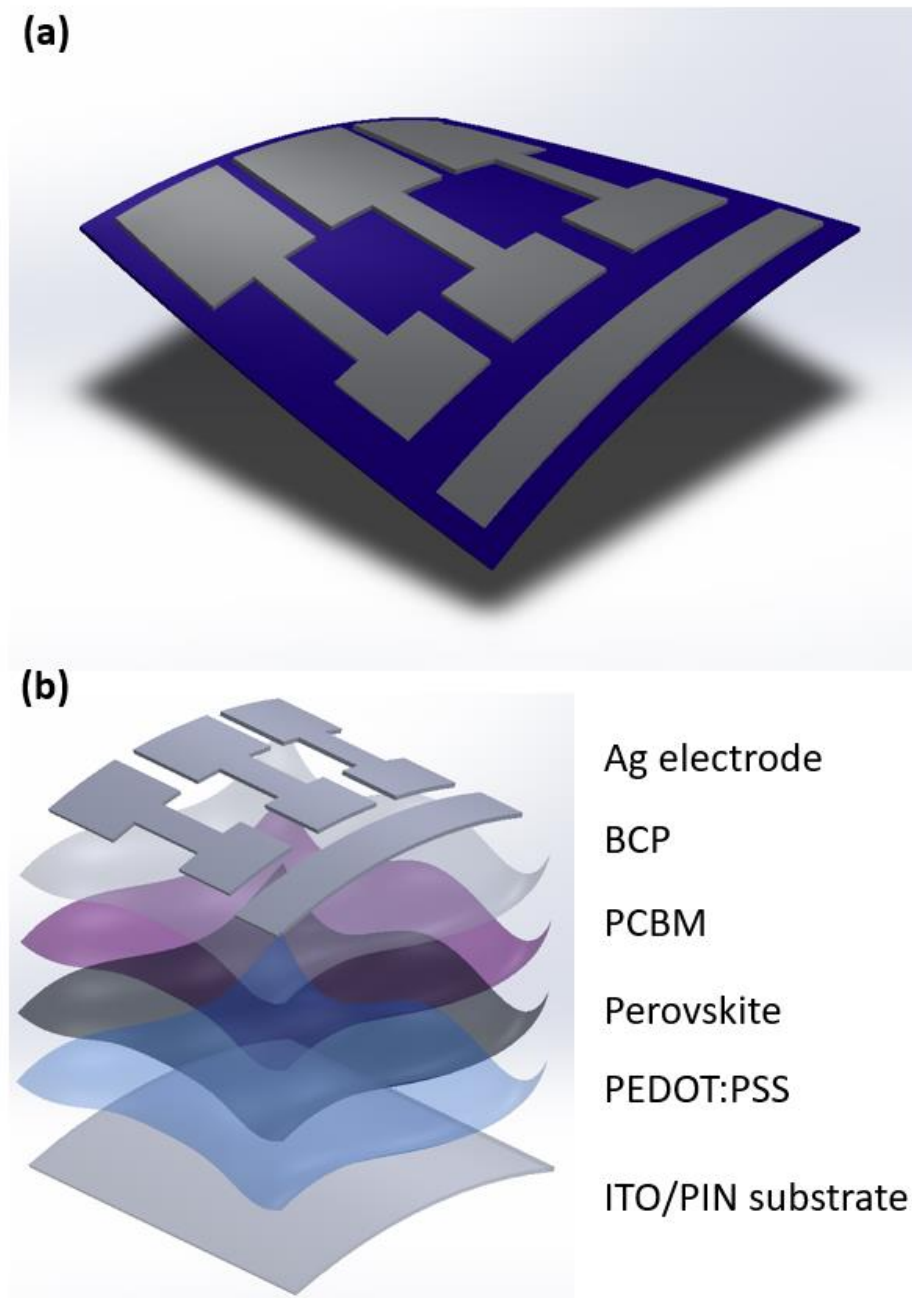 (a)
(b)
Ag electrode
BCP
PCBM
Perovskite
PEDOT:PSS
ITO/PIN substrate